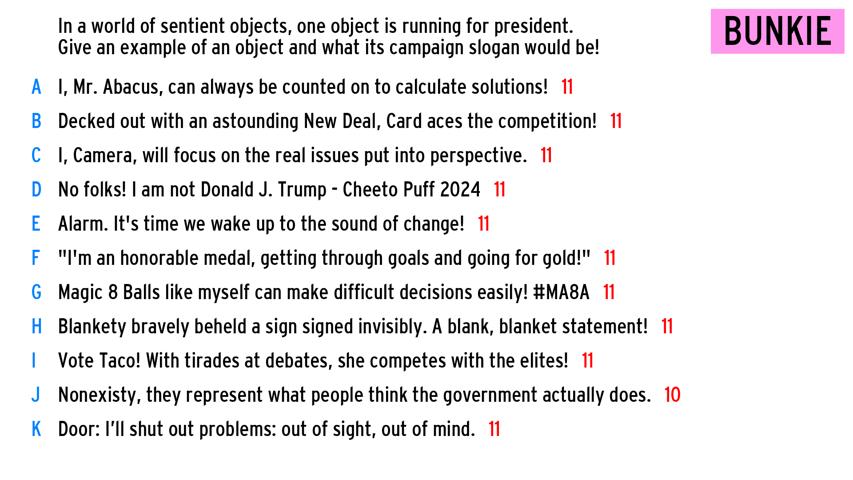 In a world of sentient objects, one object is running for president.
Give an example of an object and what its campaign slogan would be!
BUNKIE
A I, Mr. Abacus, can always be counted on to calculate solutions! 11
B Decked out with an astounding New Deal, Card aces the competition! 11
C I, Camera, will focus on the real issues put into perspective. 11
D No folks! I am not Donald J. Trump - Cheeto Puff 2024 11
E Alarm. It's time we wake up to the sound of change! 11
F "I'm an honorable medal, getting through goals and going for gold!" 11
G Magic 8 Balls like myself can make difficult decisions easily! #MA8A 11
H Blankety bravely beheld a sign signed invisibly. A blank, blanket statement! 11
I Vote Taco! With tirades at debates, she competes with the elites! 11
J Nonexisty, they represent what people think the government actually does. 10
K Door: I’ll shut out problems: out of sight, out of mind. 11